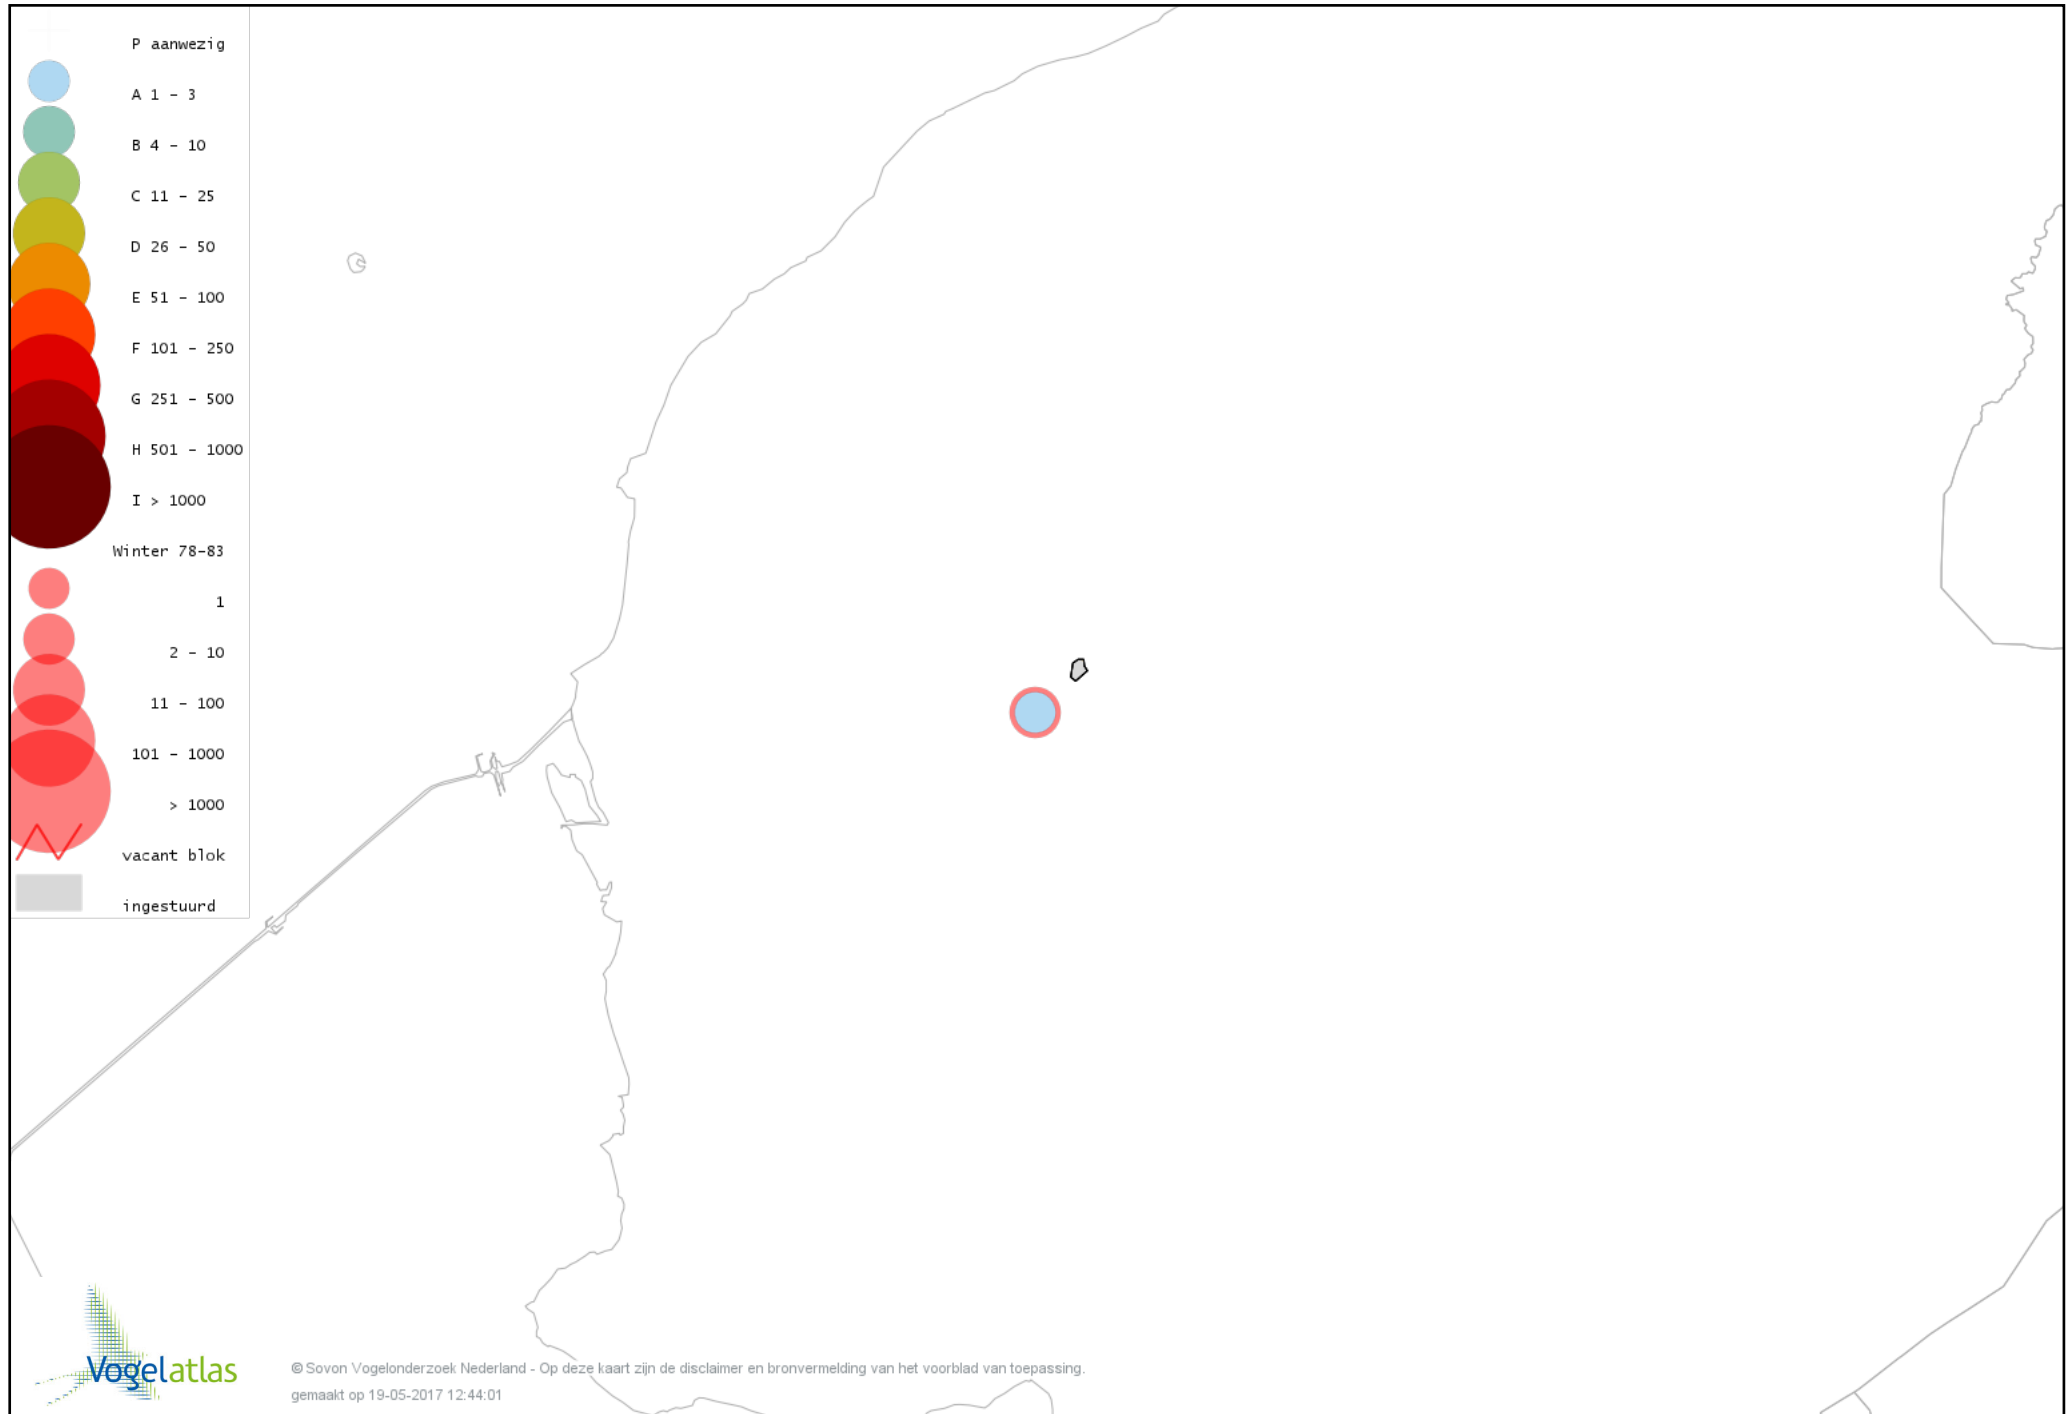 P aanwezig
A 1 - 3
B 4 - 10
C 11 - 25
D 26 - 50
E 51 - 100
F 101 - 250
G 251 - 500
H 501 - 1000
I > 1000
Winter 78-83
1
2 - 10
11 - 100
101 - 1000
> 1000
vacant blok
ingestuurd
Vogelatlas
© Sovon Vogelonderzoek Nederland - Op deze kaart zijn de disclaimer en bronvermelding van het voorblad van toepassing.
gemaakt op 19-05-2017 12:44:01